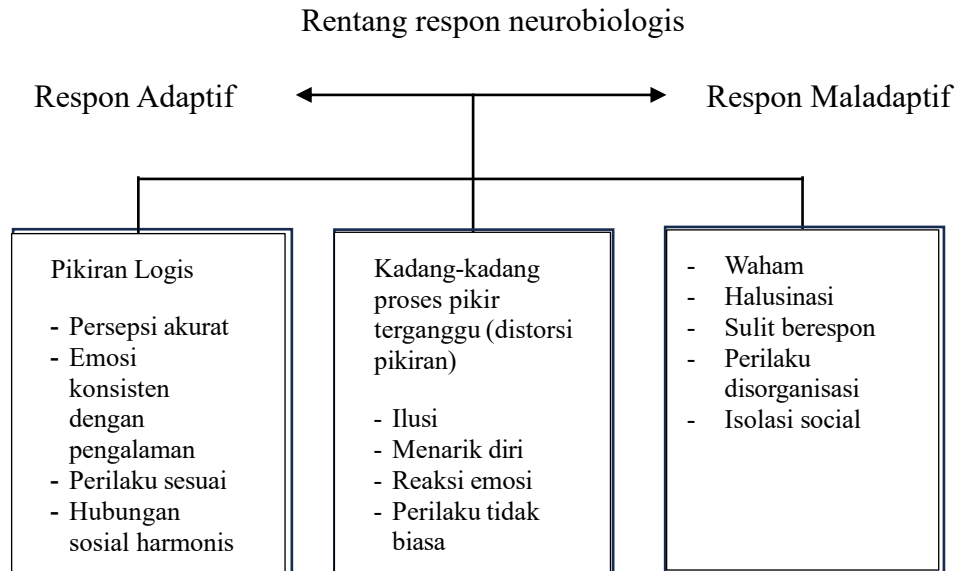 Rentang respon neurobiologis
Respon Adaptif
Respon Maladaptif
Pikiran Logis
- Persepsi akurat
- Emosi
konsisten
dengan
pengalaman
- Perilaku sesuai
- Hubungan
sosial harmonis
Kadang-kadang
proses pikir
terganggu (distorsi
pikiran)
- Ilusi
- Menarik diri
- Reaksi emosi
- Perilaku tidak
biasa
- Waham
- Halusinasi
- Sulit berespon
- Perilaku
disorganisasi
- Isolasi social